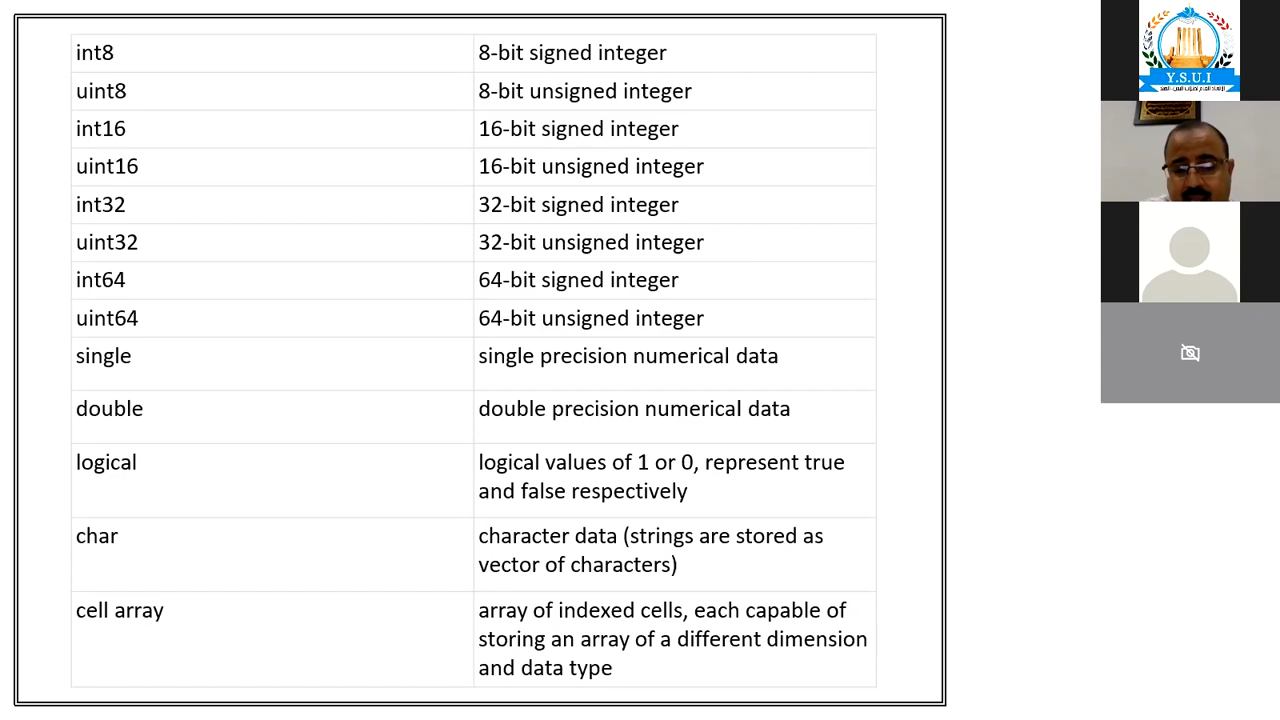 int8 8-bit signed integer
uint8 8-bit unsigned integer
int16 16-bit signed integer
uint16 16-bit unsigned integer
int32 32-bit signed integer
uint32 32-bit unsigned integer
int64 64-bit signed integer
uint64 64-bit unsigned integer
single single precision numerical data
double double precision numerical data
logical logical values of 1 or 0, represent true
and false respectively
char character data (strings are stored as
vector of characters)
cell array array of indexed cells, each capable of
storing an array of a different dimension
and data type
Y.S.U.I